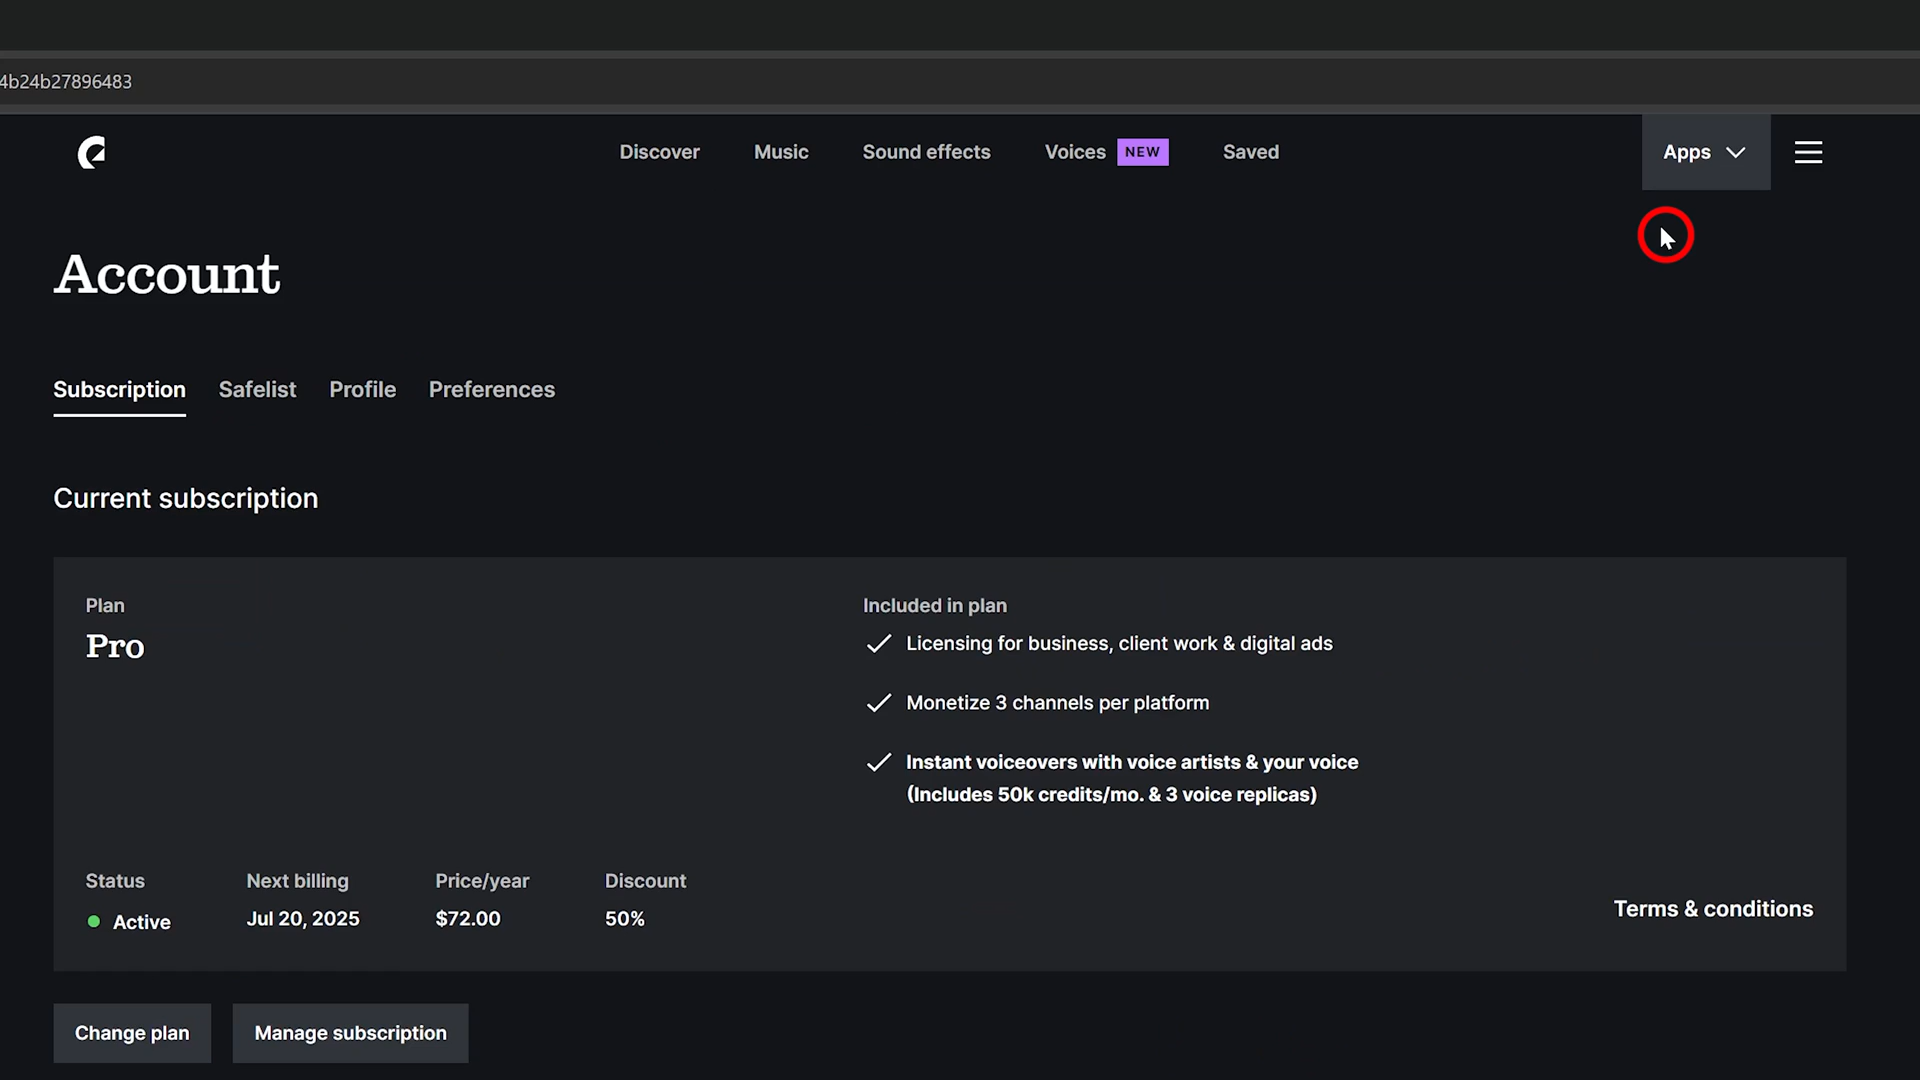 4b24b27896483
Discover Music Sound effects Voices NEW Saved Apps
Account
Subscription Safelist Profile Preferences
Current subscription
Plan
Pro
Included in plan
Licensing for business, client work & digital ads
Monetize 3 channels per platform
Instant voiceovers with voice artists & your voice
(Includes 50k credits/mo. & 3 voice replicas)
Status Next billing Price/year Discount
Active Jul 20, 2025 $72.00 50%
Terms & conditions
Change plan Manage subscription